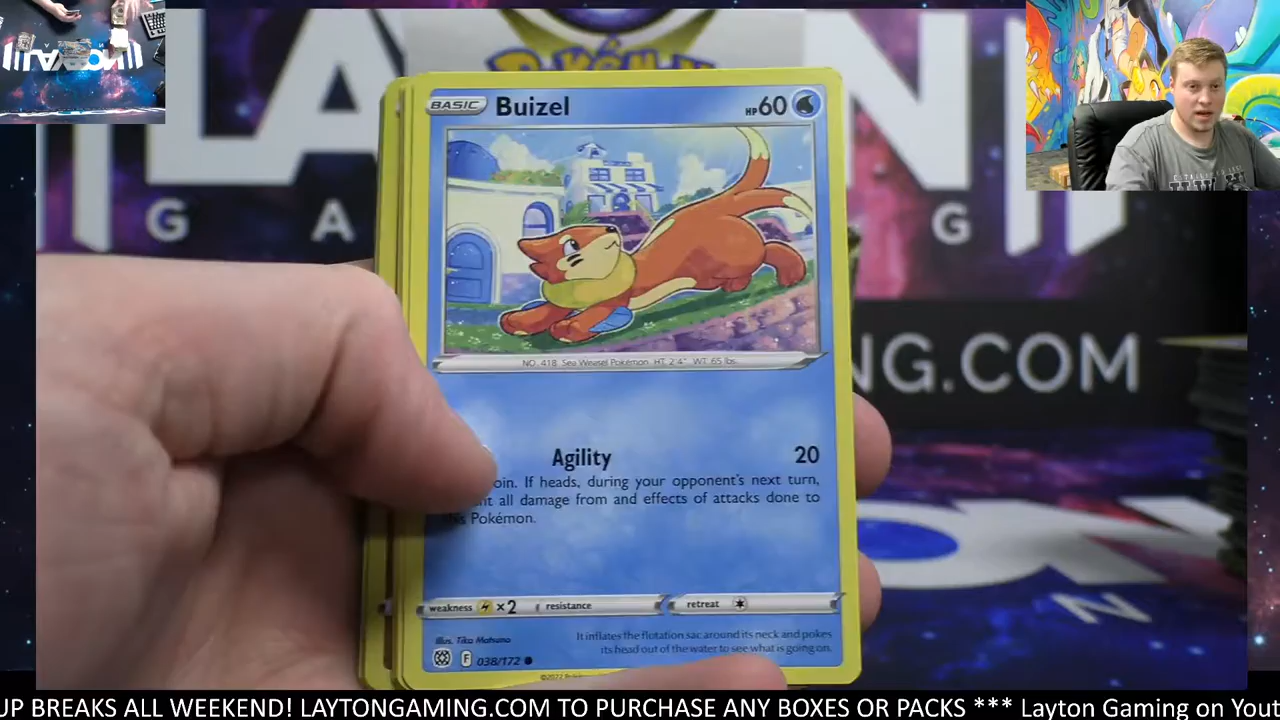 BASIC Buizel HP60
NO. 418 Sea Weasel Pokémon HT. 2'4" WT. 65 lbs.
Agility 20
oin. If heads, during your opponent's next turn,
nt all damage from and effects of attacks done to
s Pokémon.
weakness ×2 resistance retreat
Illus. Tika Matsuno
It inflates the flotation sac around its neck and pokes
its head out of the water to see what is going on.
F 038/172
©2022
G A G
NG.COM
UP BREAKS ALL WEEKEND! LAYTONGAMING.COM TO PURCHASE ANY BOXES OR PACKS *** Layton Gaming on Yout